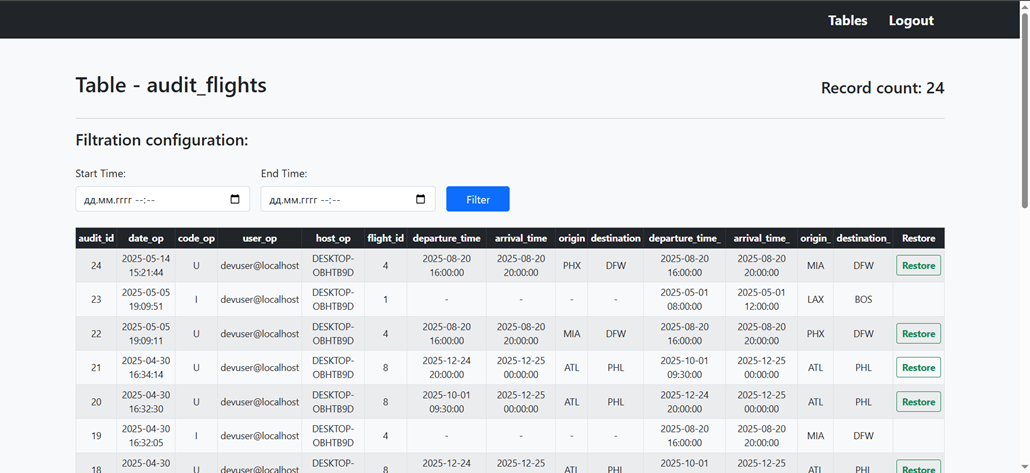 Tables Logout
Table - audit_flights
Record count: 24
Filtration configuration:
Start Time: End Time:
дд.мм.гггг --:-- дд.мм.гггг --:-- Filter
audit_id date_op code_op user_op host_op flight_id departure_time arrival_time origin destination departure_time_ arrival_time_ origin_ destination_ Restore
24 2025-05-14 15:21:44 U devuser@localhost DESKTOP-OBHTB9D 4 2025-08-20 16:00:00 2025-08-20 20:00:00 PHX DFW 2025-08-20 16:00:00 2025-08-20 20:00:00 MIA DFW Restore
23 2025-05-05 19:09:51 I devuser@localhost DESKTOP-OBHTB9D 1 - - - - 2025-05-01 08:00:00 2025-05-01 12:00:00 LAX BOS
22 2025-05-05 19:09:11 U devuser@localhost DESKTOP-OBHTB9D 4 2025-08-20 16:00:00 2025-08-20 20:00:00 MIA DFW 2025-08-20 16:00:00 2025-08-20 20:00:00 PHX DFW Restore
21 2025-04-30 16:34:14 U devuser@localhost DESKTOP-OBHTB9D 8 2025-12-24 20:00:00 2025-12-25 00:00:00 ATL PHL 2025-10-01 09:30:00 2025-12-25 00:00:00 ATL PHL Restore
20 2025-04-30 16:32:30 U devuser@localhost DESKTOP-OBHTB9D 8 2025-10-01 09:30:00 2025-12-25 00:00:00 ATL PHL 2025-12-24 20:00:00 2025-12-25 00:00:00 ATL PHL Restore
19 2025-04-30 16:32:05 I devuser@localhost DESKTOP-OBHTB9D 4 - - - - 2025-08-20 16:00:00 2025-08-20 20:00:00 MIA DFW
18 2025-04-30 U devuser@localhost DESKTOP- 8 2025-12-24 2025-12-25 ATL PHL 2025-10-01 2025-12-25 ATL PHL Restore